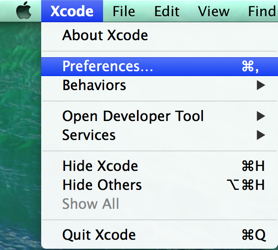 Xcode File Edit View Find
About Xcode
Preferences... ⌘,
Behaviors ▶
Open Developer Tool ▶
Services ▶
Hide Xcode ⌘H
Hide Others ⌥⌘H
Show All
Quit Xcode ⌘Q